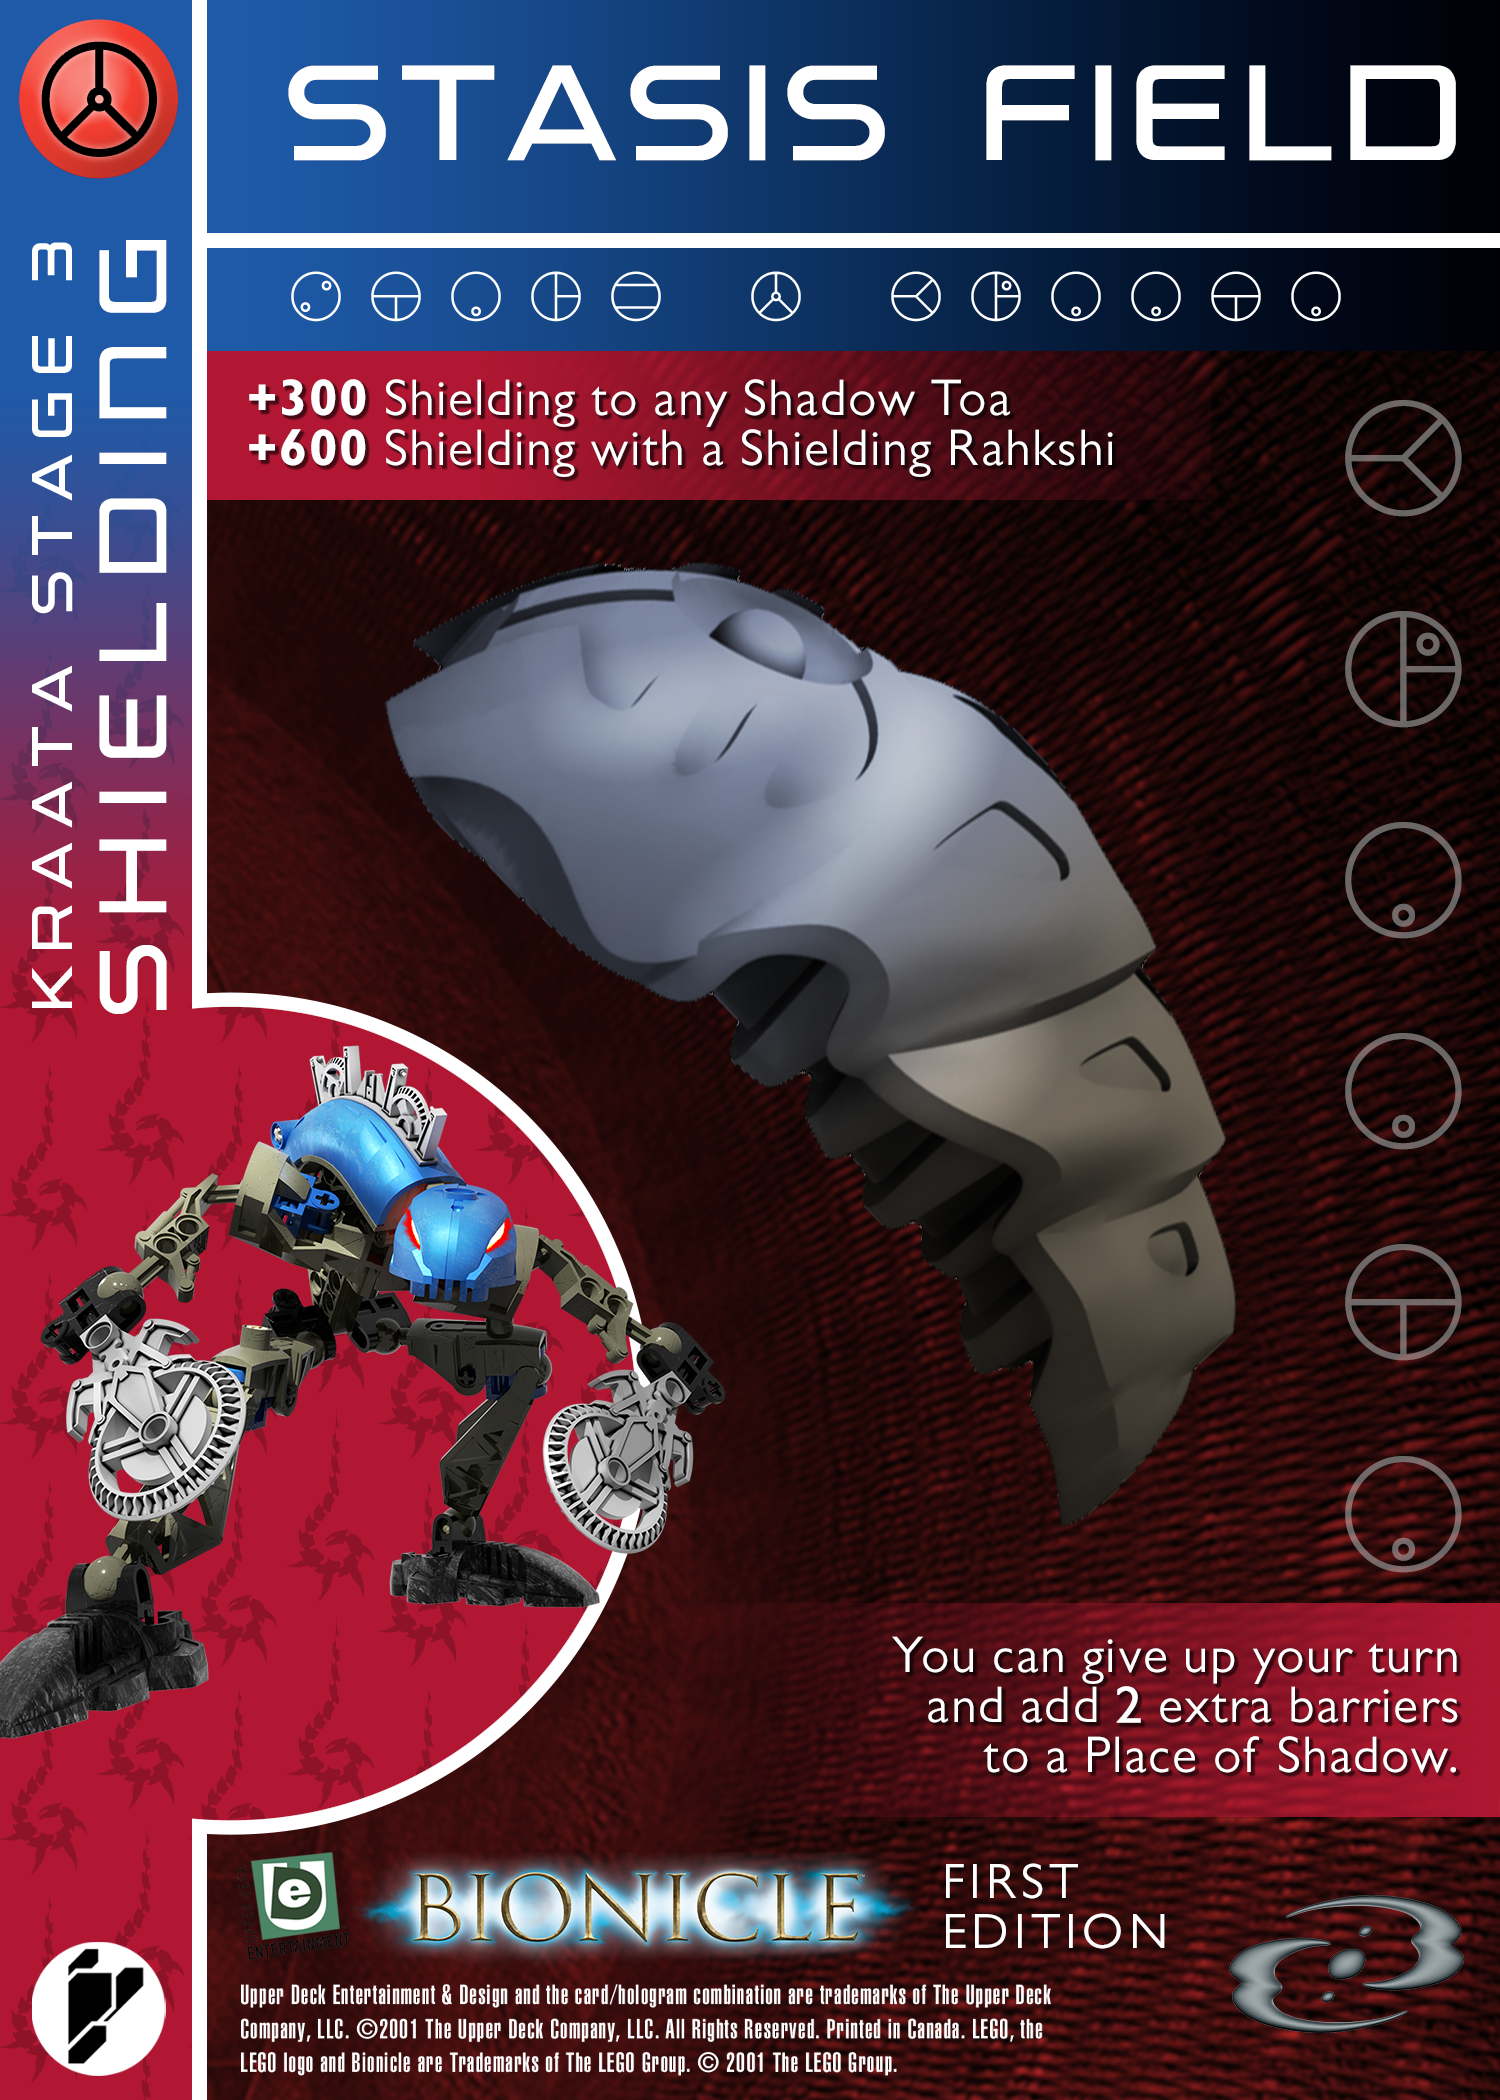 STASIS FIELD
KRAATA STAGE 3
SHIELDING
+300 Shielding to any Shadow Toa
+600 Shielding with a Shielding Rahkshi
You can give up your turn
and add 2 extra barriers
to a Place of Shadow.
e
ENTERTAINMENT
BIONICLE
FIRST
EDITION
Upper Deck Entertainment & Design and the card/hologram combination are trademarks of The Upper Deck
Company, LLC. ©2001 The Upper Deck Company, LLC. All Rights Reserved. Printed in Canada. LEGO, the
LEGO logo and Bionicle are Trademarks of The LEGO Group. © 2001 The LEGO Group.